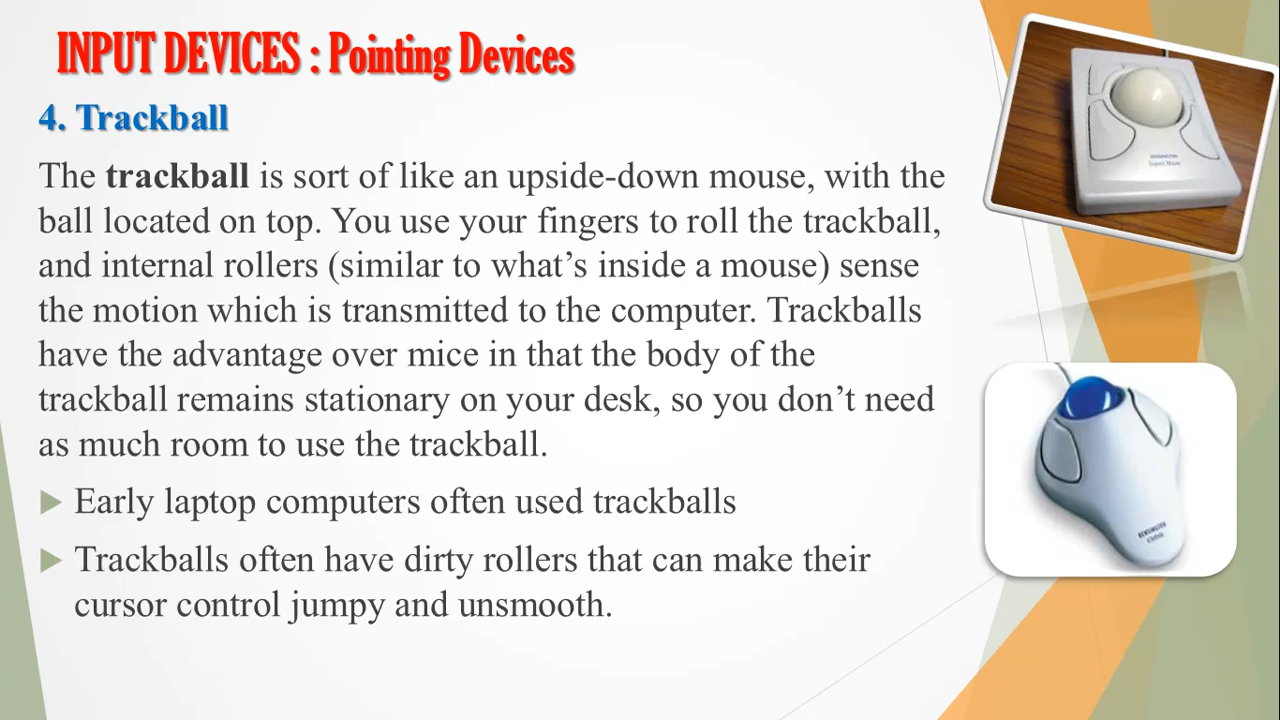 INPUT DEVICES : Pointing Devices
4. Trackball
The trackball is sort of like an upside-down mouse, with the
ball located on top. You use your fingers to roll the trackball,
and internal rollers (similar to what’s inside a mouse) sense
the motion which is transmitted to the computer. Trackballs
have the advantage over mice in that the body of the
trackball remains stationary on your desk, so you don’t need
as much room to use the trackball.
Early laptop computers often used trackballs
Trackballs often have dirty rollers that can make their
cursor control jumpy and unsmooth.
KENSINGTON
Expert Mouse
KENSINGTON